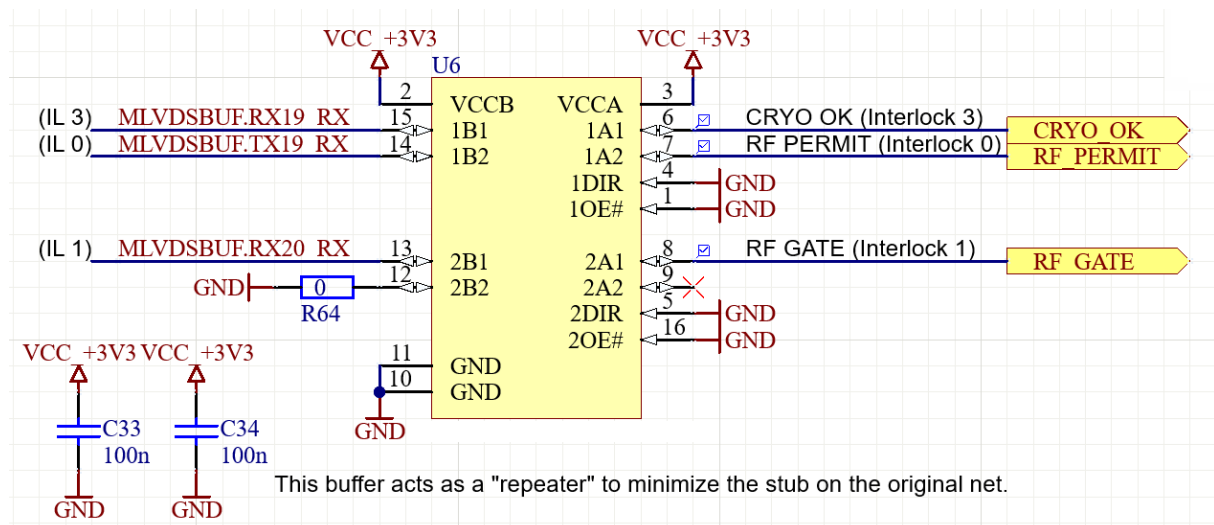 VCC_+3V3 VCC_+3V3
U6
2 VCCB VCCA 3
(IL 3) MLVDSBUF.RX19_RX 15 1B1 1A1 6 CRYO OK (Interlock 3) CRYO_OK
(IL 0) MLVDSBUF.TX19_RX 14 1B2 1A2 7 RF PERMIT (Interlock 0) RF_PERMIT
1DIR 4 GND
1OE# 1 GND
(IL 1) MLVDSBUF.RX20_RX 13 2B1 2A1 8 RF GATE (Interlock 1) RF_GATE
GND 0 12 2B2 2A2 9
R64 2DIR 5 GND
2OE# 16 GND
VCC_+3V3 VCC_+3V3 11 GND
10 GND
GND
C33 C34
100n 100n
This buffer acts as a "repeater" to minimize the stub on the original net.
GND GND